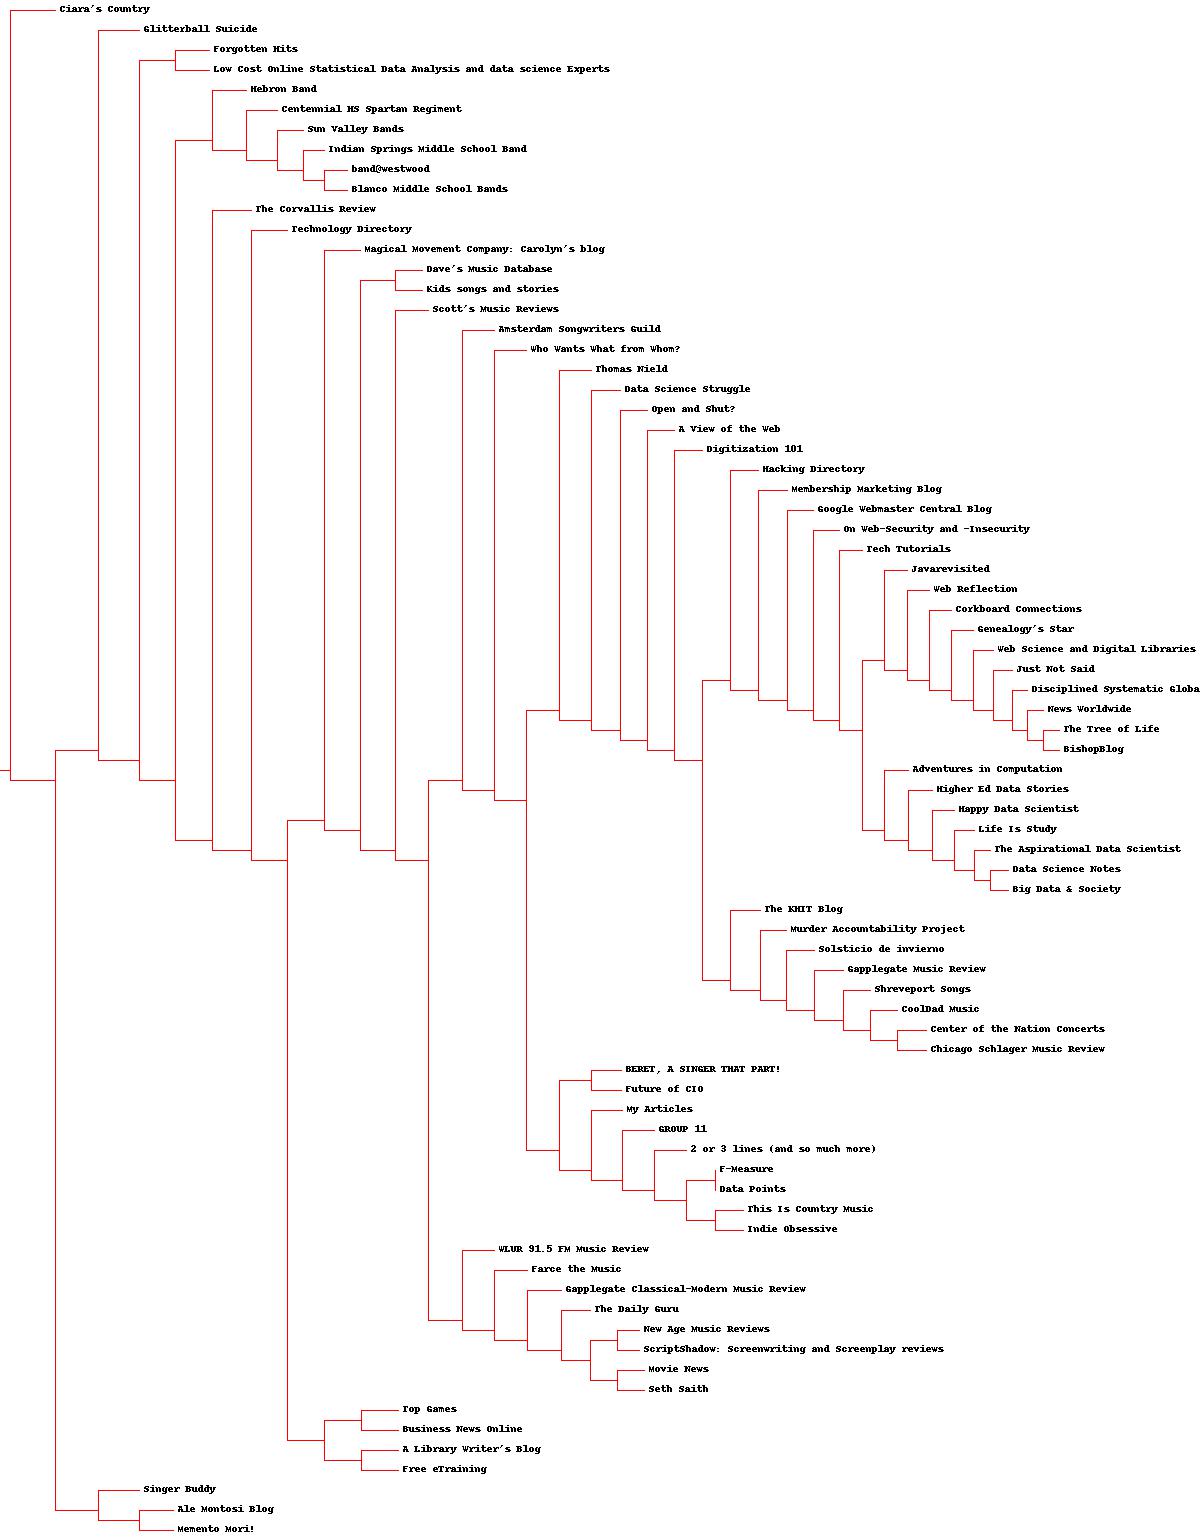 Ciara's Country
Glitterball Suicide
Forgotten Hits
Low Cost Online Statistical Data Analysis and data science Experts
Hebron Band
Centennial HS Spartan Regiment
Sun Valley Bands
Indian Springs Middle School Band
band@westwood
Blanco Middle School Bands
The Corvallis Review
Technology Directory
Magical Movement Company: Carolyn's blog
Dave's Music Database
Kids songs and stories
Scott's Music Reviews
Amsterdam Songwriters Guild
Who Wants What from Whom?
Thomas Nield
Data Science Struggle
Open and Shut?
A View of the Web
Digitization 101
Hacking Directory
Membership Marketing Blog
Google Webmaster Central Blog
On Web-Security and -Insecurity
Tech Tutorials
Javarevisited
Web Reflection
Corkboard Connections
Genealogy's Star
Web Science and Digital Libraries
Just Not Said
Disciplined Systematic Globa
News Worldwide
The Tree of Life
BishopBlog
Adventures in Computation
Higher Ed Data Stories
Happy Data Scientist
Life Is Study
The Aspirational Data Scientist
Data Science Notes
Big Data & Society
The KHIT Blog
Murder Accountability Project
Solsticio de invierno
Gapplegate Music Review
Shreveport Songs
CoolDad Music
Center of the Nation Concerts
Chicago Schlager Music Review
BERET, A SINGER THAT PART!
Future of CIO
My Articles
GROUP 11
2 or 3 lines (and so much more)
F-Measure
Data Points
This Is Country Music
Indie Obsessive
WLUR 91.5 FM Music Review
Farce the Music
Gapplegate Classical-Modern Music Review
The Daily Guru
New Age Music Reviews
ScriptShadow: Screenwriting and Screenplay reviews
Movie News
Seth Saith
Top Games
Business News Online
A Library Writer's Blog
Free eTraining
Singer Buddy
Ale Montosi Blog
Memento Mori!